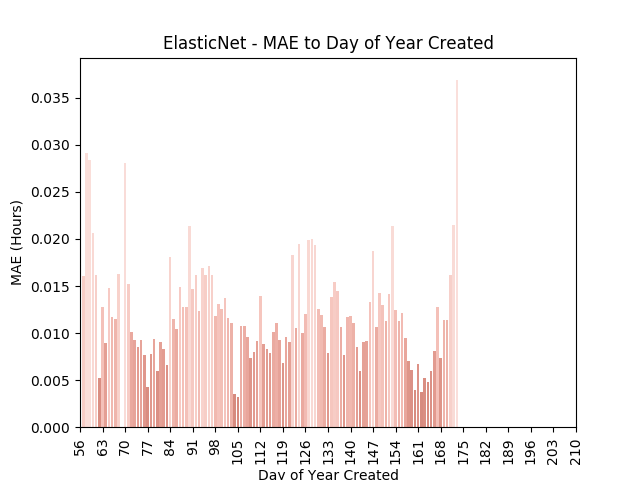 ElasticNet - MAE to Day of Year Created
MAE (Hours)
0.035
0.030
0.025
0.020
0.015
0.010
0.005
0.000
56 63 70 77 84 91 98 105 112 119 126 133 140 147 154 161 168 175 182 189 196 203 210
Day of Year Created